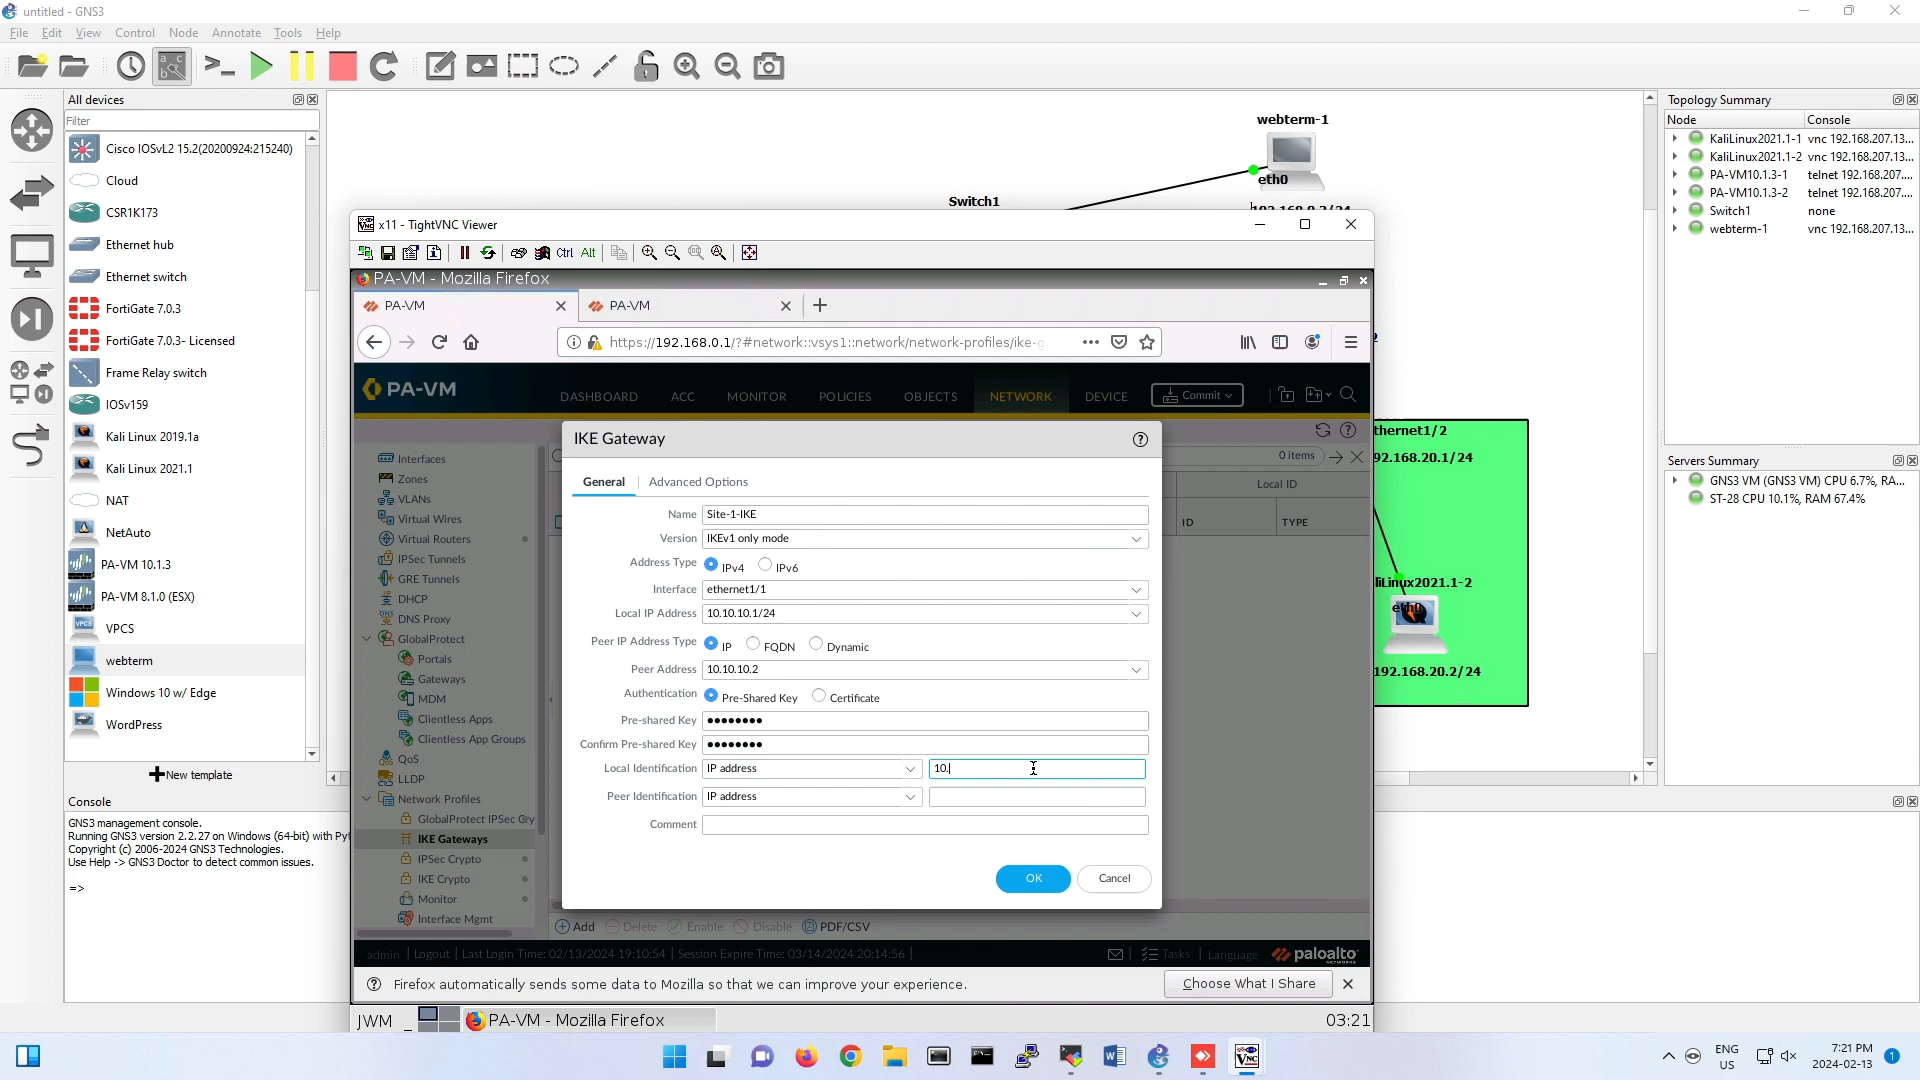 untitled - GNS3
File Edit View Control Node Annotate Tools Help
All devices
Filter
Cisco IOSvL2 15.2(20200924:215240)
Cloud
CSR1K173
Ethernet hub
Ethernet switch
FortiGate 7.0.3
FortiGate 7.0.3- Licensed
Frame Relay switch
IOSv159
Kali Linux 2019.1a
Kali Linux 2021.1
NAT
NetAuto
PA-VM 10.1.3
PA-VM 8.1.0 (ESX)
VPCS
webterm
Windows 10 w/ Edge
WordPress
New template
Console
GNS3 management console.
Running GNS3 version 2.2.27 on Windows (64-bit) with Pyt
Copyright (c) 2006-2024 GNS3 Technologies.
Use Help -> GNS3 Doctor to detect common issues.
=>
webterm-1
eth0
Switch1
x11 - TightVNC Viewer
Ctrl Alt
PA-VM - Mozilla Firefox
PA-VM
PA-VM
https://192.168.0.1/?#network::vsys1::network/network-profiles/ike-g
PA-VM
DASHBOARD ACC MONITOR POLICIES OBJECTS NETWORK DEVICE Commit
Interfaces
Zones
VLANs
Virtual Wires
Virtual Routers
IPSec Tunnels
GRE Tunnels
DHCP
DNS Proxy
GlobalProtect
Portals
Gateways
MDM
Clientless Apps
Clientless App Groups
QoS
LLDP
Network Profiles
GlobalProtect IPSec Cry
IKE Gateways
IPSec Crypto
IKE Crypto
Monitor
Interface Mgmt
0 items
Local ID
ID TYPE
IKE Gateway
General Advanced Options
Name Site-1-IKE
Version IKEv1 only mode
Address Type IPv4 IPv6
Interface ethernet1/1
Local IP Address 10.10.10.1/24
Peer IP Address Type IP FQDN Dynamic
Peer Address 10.10.10.2
Authentication Pre-Shared Key Certificate
Pre-shared Key ••••••••
Confirm Pre-shared Key ••••••••
Local Identification IP address 10.
Peer Identification IP address
Comment
OK Cancel
Add Delete Enable Disable PDF/CSV
admin | Logout | Last Login Time: 02/13/2024 19:10:54 | Session Expire Time: 03/14/2024 20:14:56 |
Tasks | Language paloalto
NETWORKS
Firefox automatically sends some data to Mozilla so that we can improve your experience.
Choose What I Share
JWM PA-VM - Mozilla Firefox 03:21
thernet1/2
92.168.20.1/24
liLinux2021.1-2
eth0
192.168.20.2/24
Topology Summary
Node Console
KaliLinux2021.1-1 vnc 192.168.207.13...
KaliLinux2021.1-2 vnc 192.168.207.13...
PA-VM10.1.3-1 telnet 192.168.207....
PA-VM10.1.3-2 telnet 192.168.207....
Switch1 none
webterm-1 vnc 192.168.207.13...
Servers Summary
GNS3 VM (GNS3 VM) CPU 6.7%, RA...
ST-28 CPU 10.1%, RAM 67.4%
ENG
US
7:21 PM
2024-02-13
1